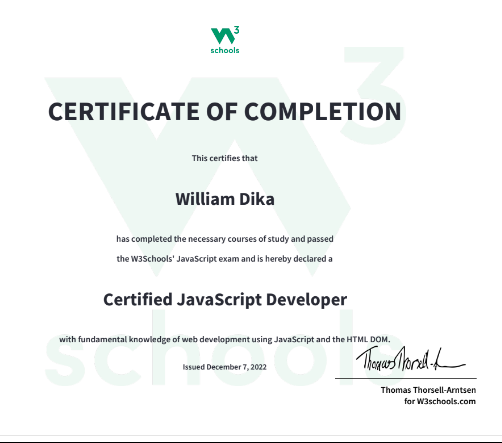 W3
schools
CERTIFICATE OF COMPLETION
This certifies that
William Dika
has completed the necessary courses of study and passed
the W3Schools' JavaScript exam and is hereby declared a
Certified JavaScript Developer
with fundamental knowledge of web development using JavaScript and the HTML DOM.
Issued December 7, 2022
Thomas Thorsell-A
Thomas Thorsell-Arntsen
for W3schools.com